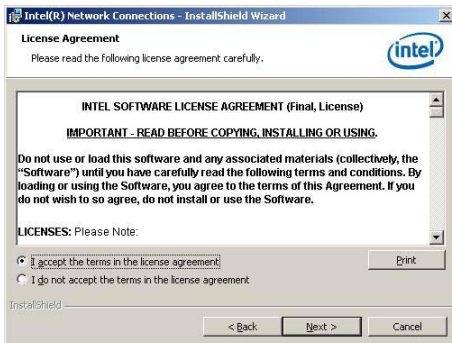 Intel(R) Network Connections - InstallShield Wizard
License Agreement
Please read the following license agreement carefully.
intel
INTEL SOFTWARE LICENSE AGREEMENT (Final, License)
IMPORTANT - READ BEFORE COPYING, INSTALLING OR USING.
Do not use or load this software and any associated materials (collectively, the
"Software") until you have carefully read the following terms and conditions. By
loading or using the Software, you agree to the terms of this Agreement. If you
do not wish to so agree, do not install or use the Software.
LICENSES: Please Note:
I accept the terms in the license agreement
Print
I do not accept the terms in the license agreement
InstallShield
< Back Next > Cancel